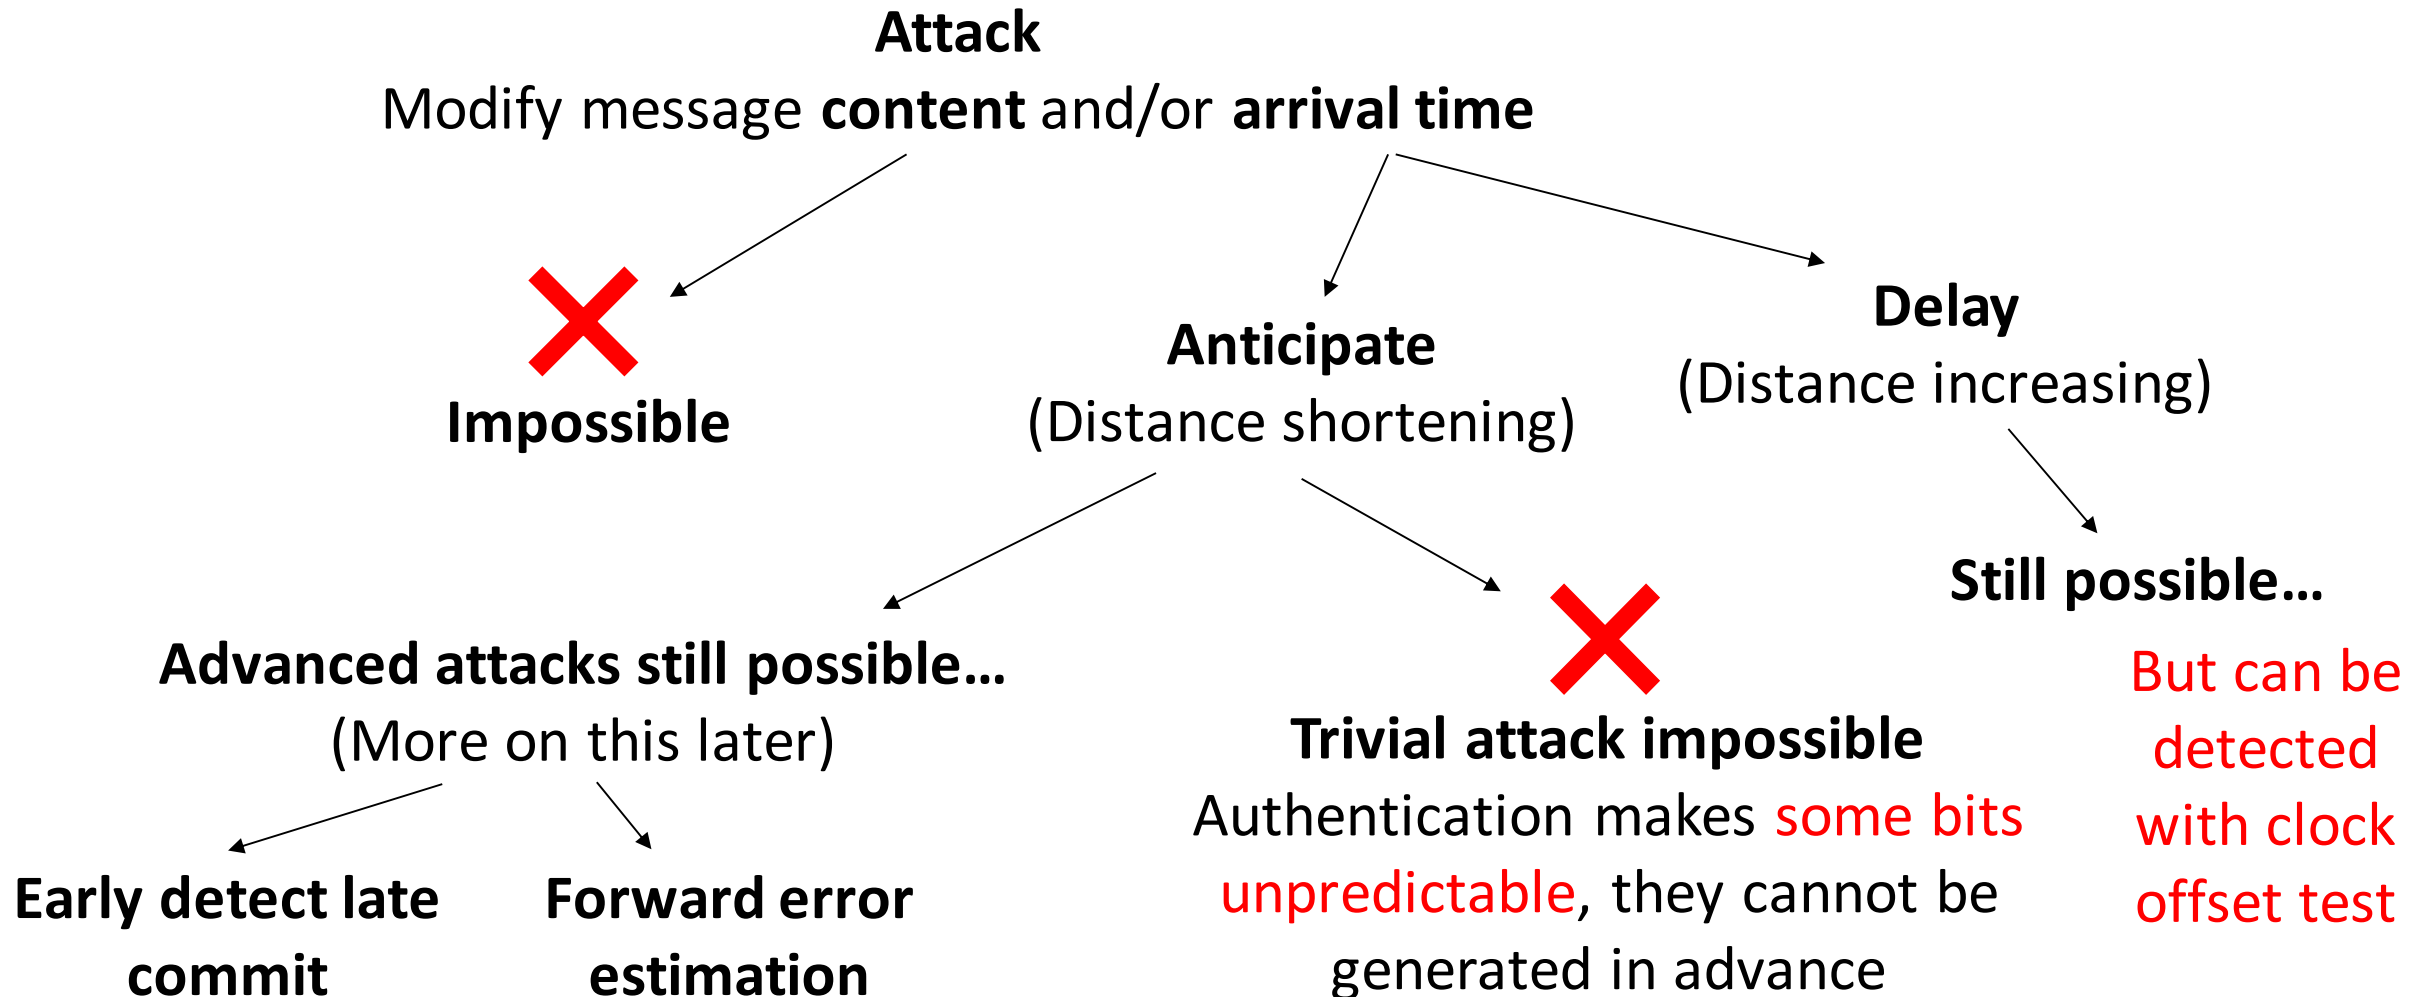 Attack
Modify message content and/or arrival time
Impossible
Anticipate
(Distance shortening)
Delay
(Distance increasing)
Still possible…
But can be
detected
with clock
offset test
Advanced attacks still possible…
(More on this later)
Trivial attack impossible
Authentication makes some bits
unpredictable, they cannot be
generated in advance
Early detect late
commit
Forward error
estimation